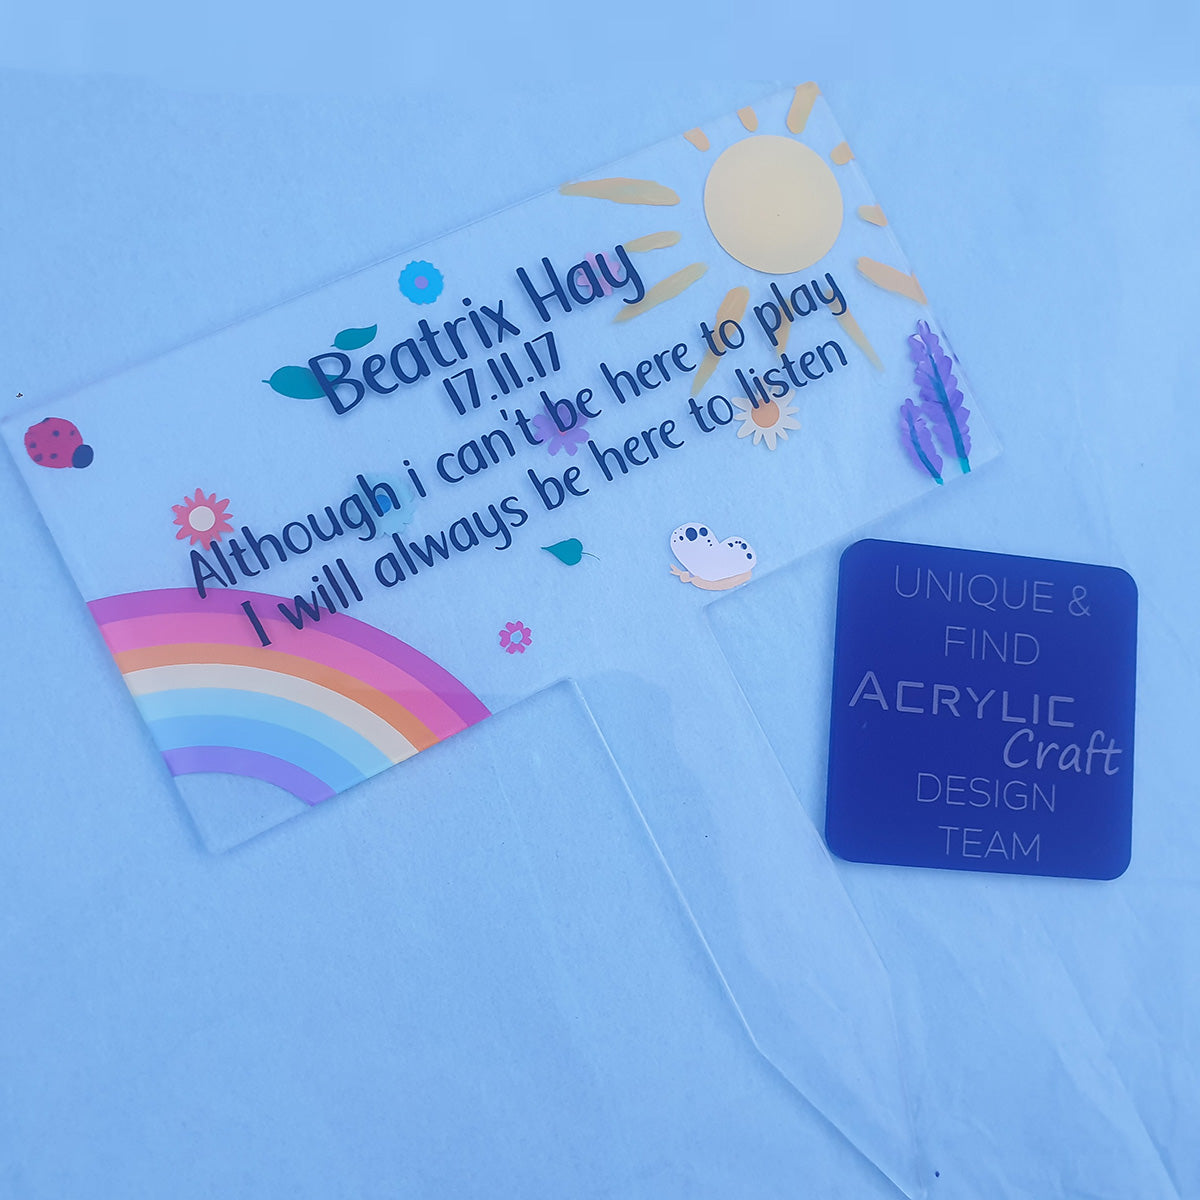 Beatrix Hay
17.11.17
Although i can't be here to play
I will always be here to listen
UNIQUE &
FIND
ACRYLIC
Craft
DESIGN
TEAM